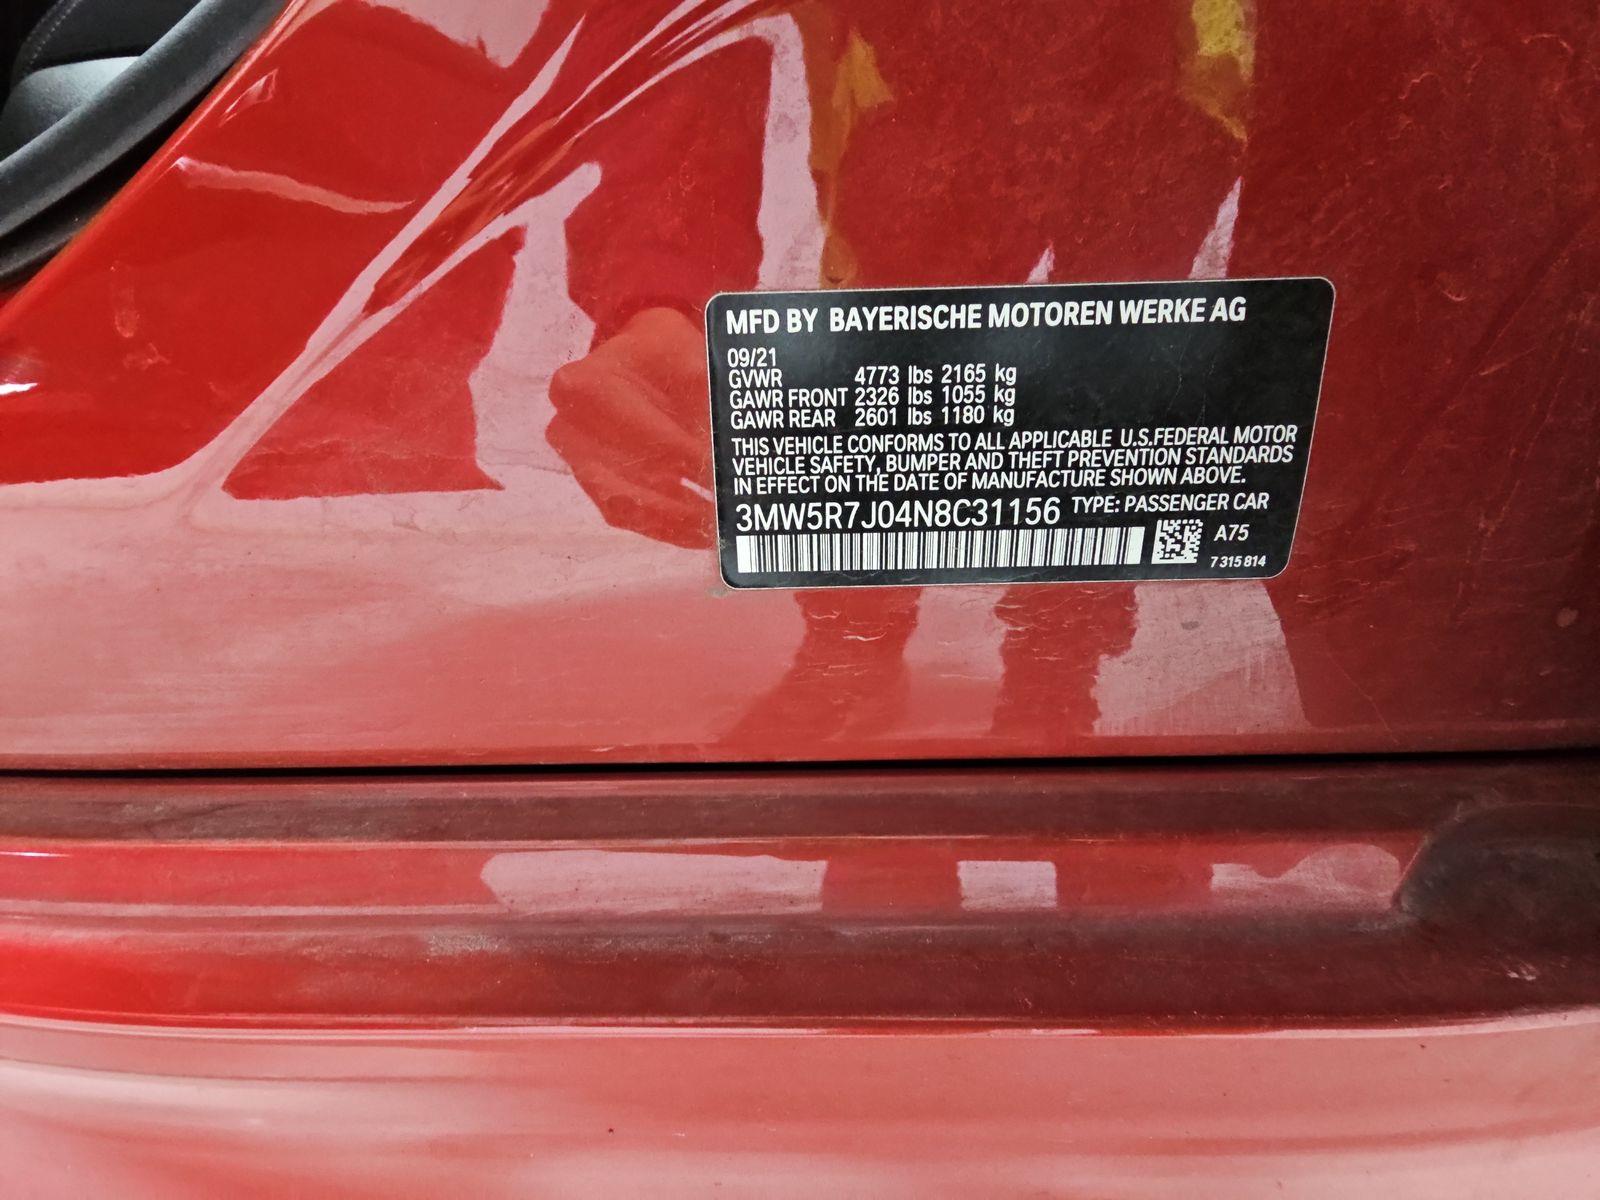 MFD BY BAYERISCHE MOTOREN WERKE AG
09/21
GVWR 4773 lbs 2165 kg
GAWR FRONT 2326 lbs 1055 kg
GAWR REAR 2601 lbs 1180 kg
THIS VEHICLE CONFORMS TO ALL APPLICABLE U.S.FEDERAL MOTOR
VEHICLE SAFETY, BUMPER AND THEFT PREVENTION STANDARDS
IN EFFECT ON THE DATE OF MANUFACTURE SHOWN ABOVE.
3MW5R7J04N8C31156 TYPE: PASSENGER CAR
A75
7 315 814